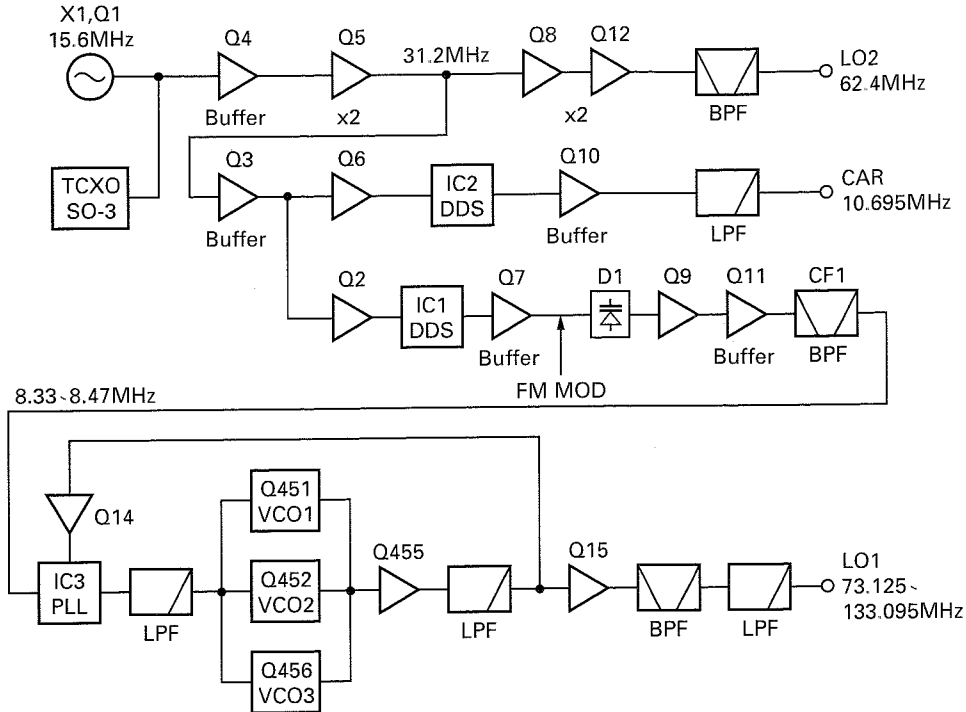 X1,Q1
15.6MHz
Q4
Buffer
Q5
x2
31.2MHz
Q8
Q12
x2
BPF
LO2
62.4MHz
TCXO
SO-3
Q3
Buffer
Q6
IC2
DDS
Q10
Buffer
LPF
CAR
10.695MHz
Q2
IC1
DDS
Q7
Buffer
FM MOD
D1
Q9
Q11
Buffer
CF1
BPF
8.33~8.47MHz
Q14
IC3
PLL
LPF
Q451
VCO1
Q452
VCO2
Q456
VCO3
Q455
LPF
Q15
BPF
LPF
LO1
73.125~
133.095MHz